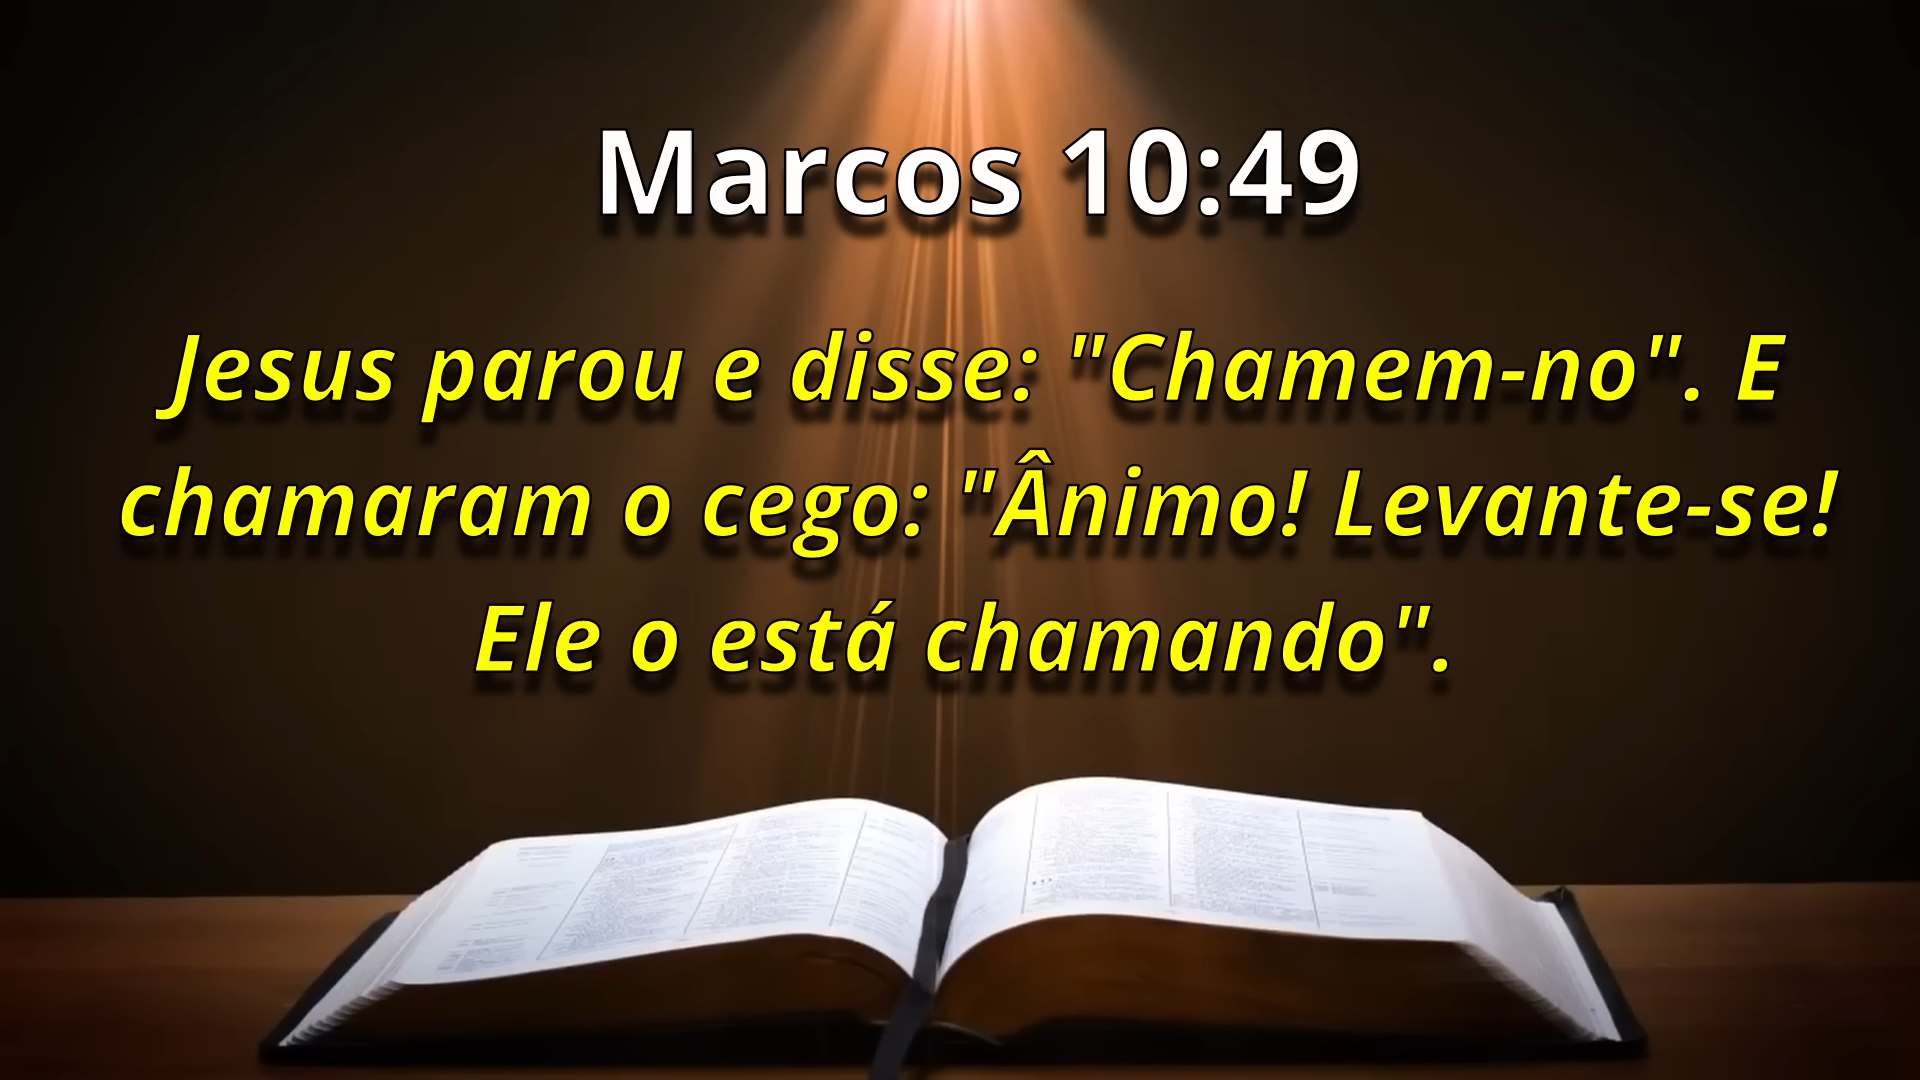 Marcos 10:49
Jesus parou e disse: "Chamem-no". E
chamaram o cego: "Ânimo! Levante-se!
Ele o está chamando".